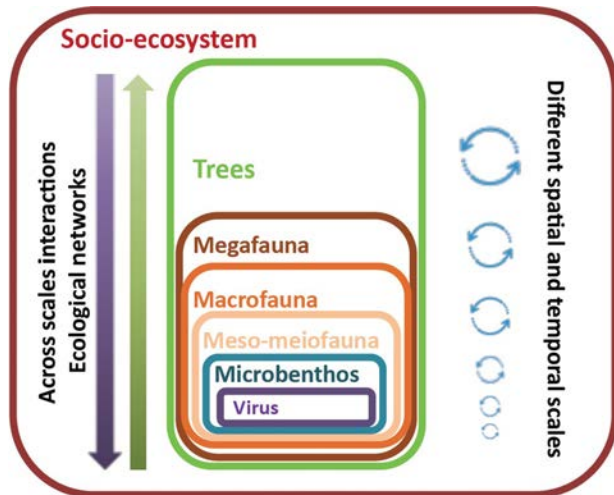 Socio-ecosystem
Across scales interactions
Ecological networks
Trees
Megafauna
Macrofauna
Meso-meiofauna
Microbenthos
Virus
Different spatial and temporal scales